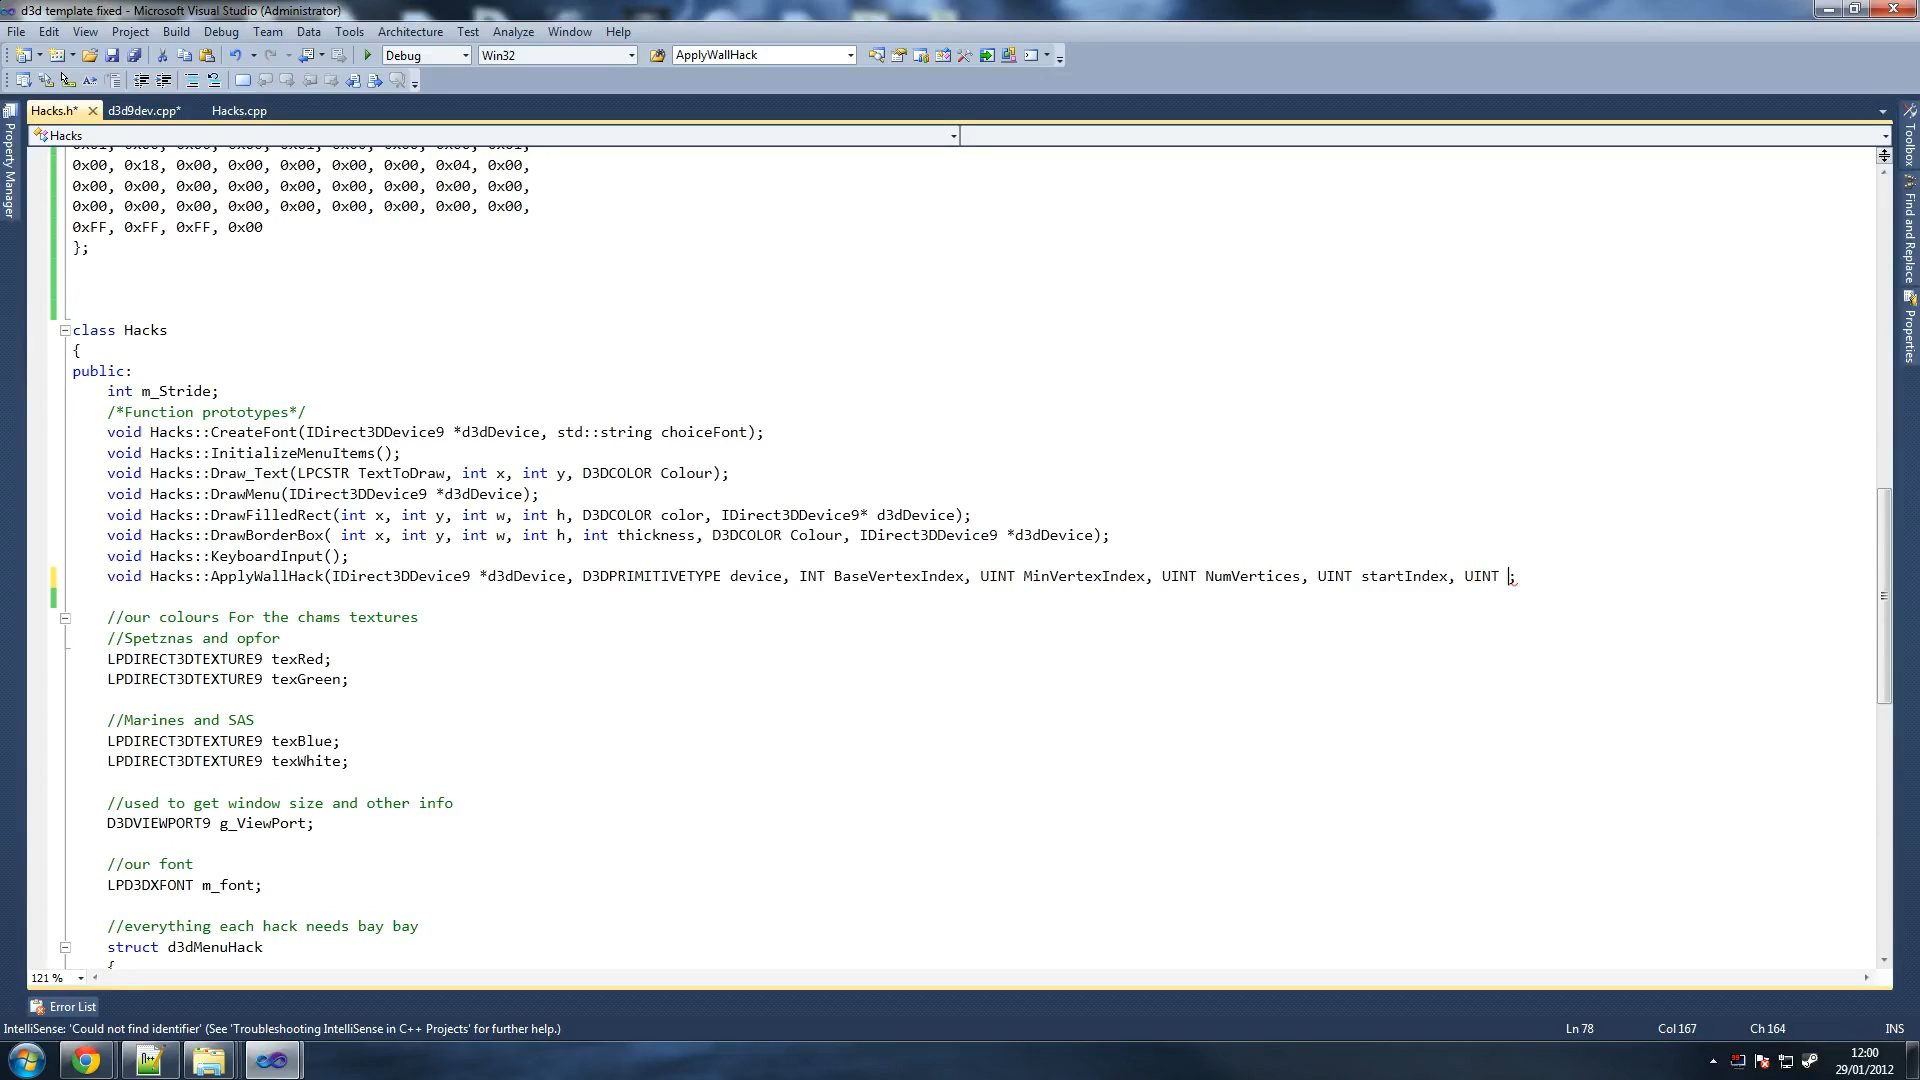 d3d template fixed - Microsoft Visual Studio (Administrator)
File Edit View Project Build Debug Team Data Tools Architecture Test Analyze Window Help
Debug Win32 ApplyWallHack
Hacks.h* d3d9dev.cpp* Hacks.cpp
Hacks
Property Manager
Toolbox
Find and Replace
Properties
0x00, 0x18, 0x00, 0x00, 0x00, 0x00, 0x00, 0x04, 0x00,
0x00, 0x00, 0x00, 0x00, 0x00, 0x00, 0x00, 0x00, 0x00,
0x00, 0x00, 0x00, 0x00, 0x00, 0x00, 0x00, 0x00, 0x00,
0xFF, 0xFF, 0xFF, 0x00
};
class Hacks
{
public:
int m_Stride;
/*Function prototypes*/
void Hacks::CreateFont(IDirect3DDevice9 *d3dDevice, std::string choiceFont);
void Hacks::InitializeMenuItems();
void Hacks::Draw_Text(LPCSTR TextToDraw, int x, int y, D3DCOLOR Colour);
void Hacks::DrawMenu(IDirect3DDevice9 *d3dDevice);
void Hacks::DrawFilledRect(int x, int y, int w, int h, D3DCOLOR color, IDirect3DDevice9* d3dDevice);
void Hacks::DrawBorderBox( int x, int y, int w, int h, int thickness, D3DCOLOR Colour, IDirect3DDevice9 *d3dDevice);
void Hacks::KeyboardInput();
void Hacks::ApplyWallHack(IDirect3DDevice9 *d3dDevice, D3DPRIMITIVETYPE device, INT BaseVertexIndex, UINT MinVertexIndex, UINT NumVertices, UINT startIndex, UINT ;
//our colours For the chams textures
//Spetznas and opfor
LPDIRECT3DTEXTURE9 texRed;
LPDIRECT3DTEXTURE9 texGreen;
//Marines and SAS
LPDIRECT3DTEXTURE9 texBlue;
LPDIRECT3DTEXTURE9 texWhite;
//used to get window size and other info
D3DVIEWPORT9 g_ViewPort;
//our font
LPD3DXFONT m_font;
//everything each hack needs bay bay
struct d3dMenuHack
{
121 %
Error List
IntelliSense: 'Could not find identifier' (See 'Troubleshooting IntelliSense in C++ Projects' for further help.) Ln 78 Col 167 Ch 164 INS
12:00
29/01/2012